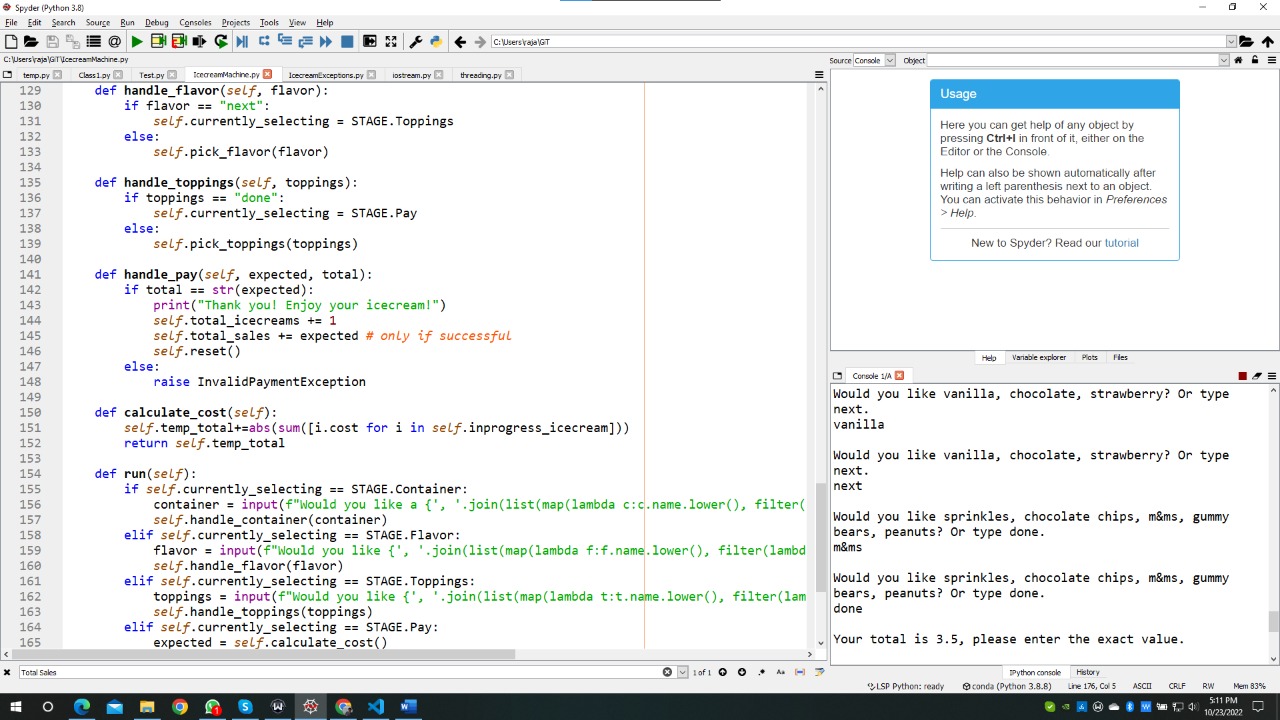 Spyder (Python 3.8)
File Edit Search Source Run Debug Consoles Projects Tools View Help
C:\Users\raja\GIT
C:\Users\raja\GIT\IcecreamMachine.py
temp.py Class1.py Test.py IcecreamMachine.py IcecreamExceptions.py iostream.py threading.py
129 def handle_flavor(self, flavor):
130 if flavor == "next":
131 self.currently_selecting = STAGE.Toppings
132 else:
133 self.pick_flavor(flavor)
134
135 def handle_toppings(self, toppings):
136 if toppings == "done":
137 self.currently_selecting = STAGE.Pay
138 else:
139 self.pick_toppings(toppings)
140
141 def handle_pay(self, expected, total):
142 if total == str(expected):
143 print("Thank you! Enjoy your icecream!")
144 self.total_icecreams += 1
145 self.total_sales += expected # only if successful
146 self.reset()
147 else:
148 raise InvalidPaymentException
149
150 def calculate_cost(self):
151 self.temp_total+=abs(sum([i.cost for i in self.inprogress_icecream]))
152 return self.temp_total
153
154 def run(self):
155 if self.currently_selecting == STAGE.Container:
156 container = input(f"Would you like a {', '.join(list(map(lambda c:c.name.lower(), filter(
157 self.handle_container(container)
158 elif self.currently_selecting == STAGE.Flavor:
159 flavor = input(f"Would you like {', '.join(list(map(lambda f:f.name.lower(), filter(lambd
160 self.handle_flavor(flavor)
161 elif self.currently_selecting == STAGE.Toppings:
162 toppings = input(f"Would you like {', '.join(list(map(lambda t:t.name.lower(), filter(lam
163 self.handle_toppings(toppings)
164 elif self.currently_selecting == STAGE.Pay:
165 expected = self.calculate_cost()
Total Sales 1 of 1 Aa
Source Console Object
Usage
Here you can get help of any object by
pressing Ctrl+I in front of it, either on the
Editor or the Console.
Help can also be shown automatically after
writing a left parenthesis next to an object.
You can activate this behavior in Preferences
> Help.
New to Spyder? Read our tutorial
Help Variable explorer Plots Files
Console 1/A
Would you like vanilla, chocolate, strawberry? Or type
next.
vanilla
Would you like vanilla, chocolate, strawberry? Or type
next.
next
Would you like sprinkles, chocolate chips, m&ms, gummy
bears, peanuts? Or type done.
m&ms
Would you like sprinkles, chocolate chips, m&ms, gummy
bears, peanuts? Or type done.
done
Your total is 3.5, please enter the exact value.
IPython console History
LSP Python: ready conda (Python 3.8.8) Line 176, Col 5 ASCII CRLF RW Mem 83%
5:11 PM
10/23/2022